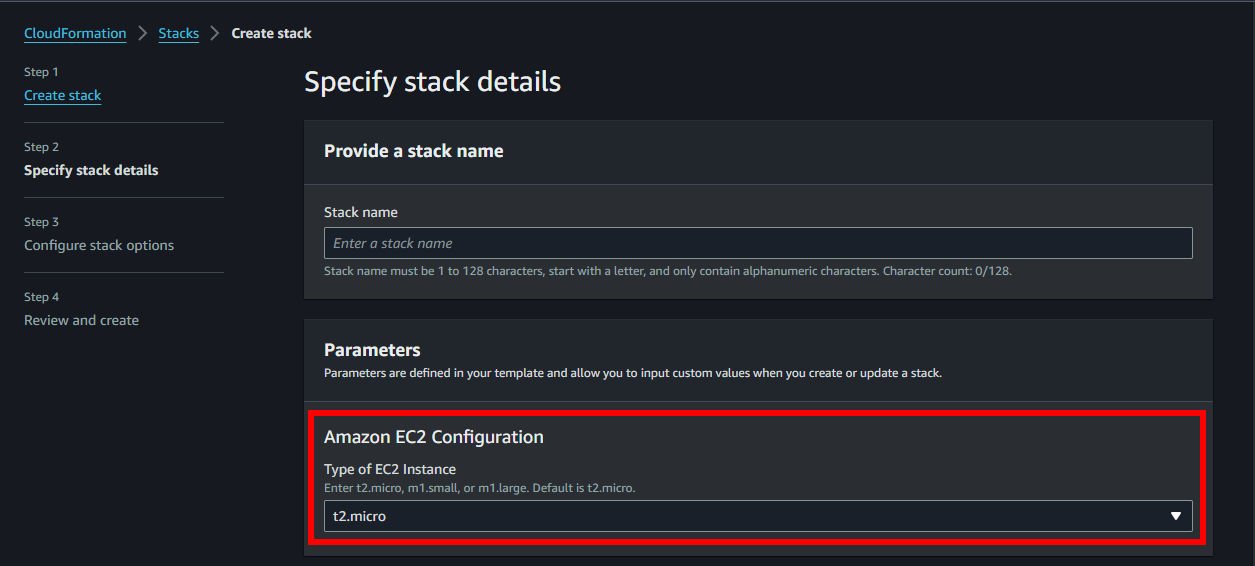 CloudFormation > Stacks > Create stack
Step 1
Create stack
Step 2
Specify stack details
Step 3
Configure stack options
Step 4
Review and create
Specify stack details
Provide a stack name
Stack name
Enter a stack name
Stack name must be 1 to 128 characters, start with a letter, and only contain alphanumeric characters. Character count: 0/128.
Parameters
Parameters are defined in your template and allow you to input custom values when you create or update a stack.
Amazon EC2 Configuration
Type of EC2 Instance
Enter t2.micro, m1.small, or m1.large. Default is t2.micro.
t2.micro